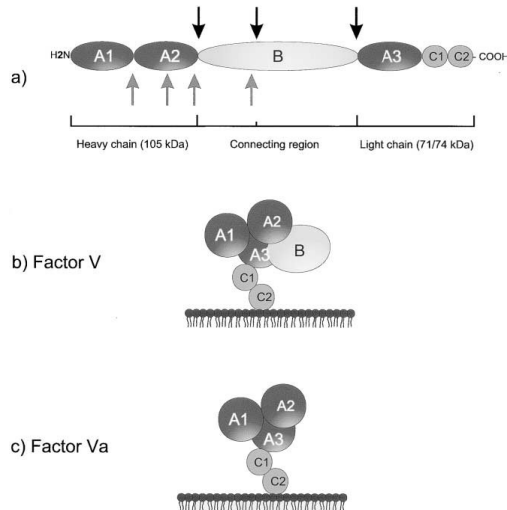 A1 A2 B A3 C1 C2
H2N - COOH
a)
Heavy chain (105 kDa) Connecting region Light chain (71/74 kDa)
b) Factor V
A1 A2 A3 B C1 C2
c) Factor Va
A1 A2 A3 C1 C2